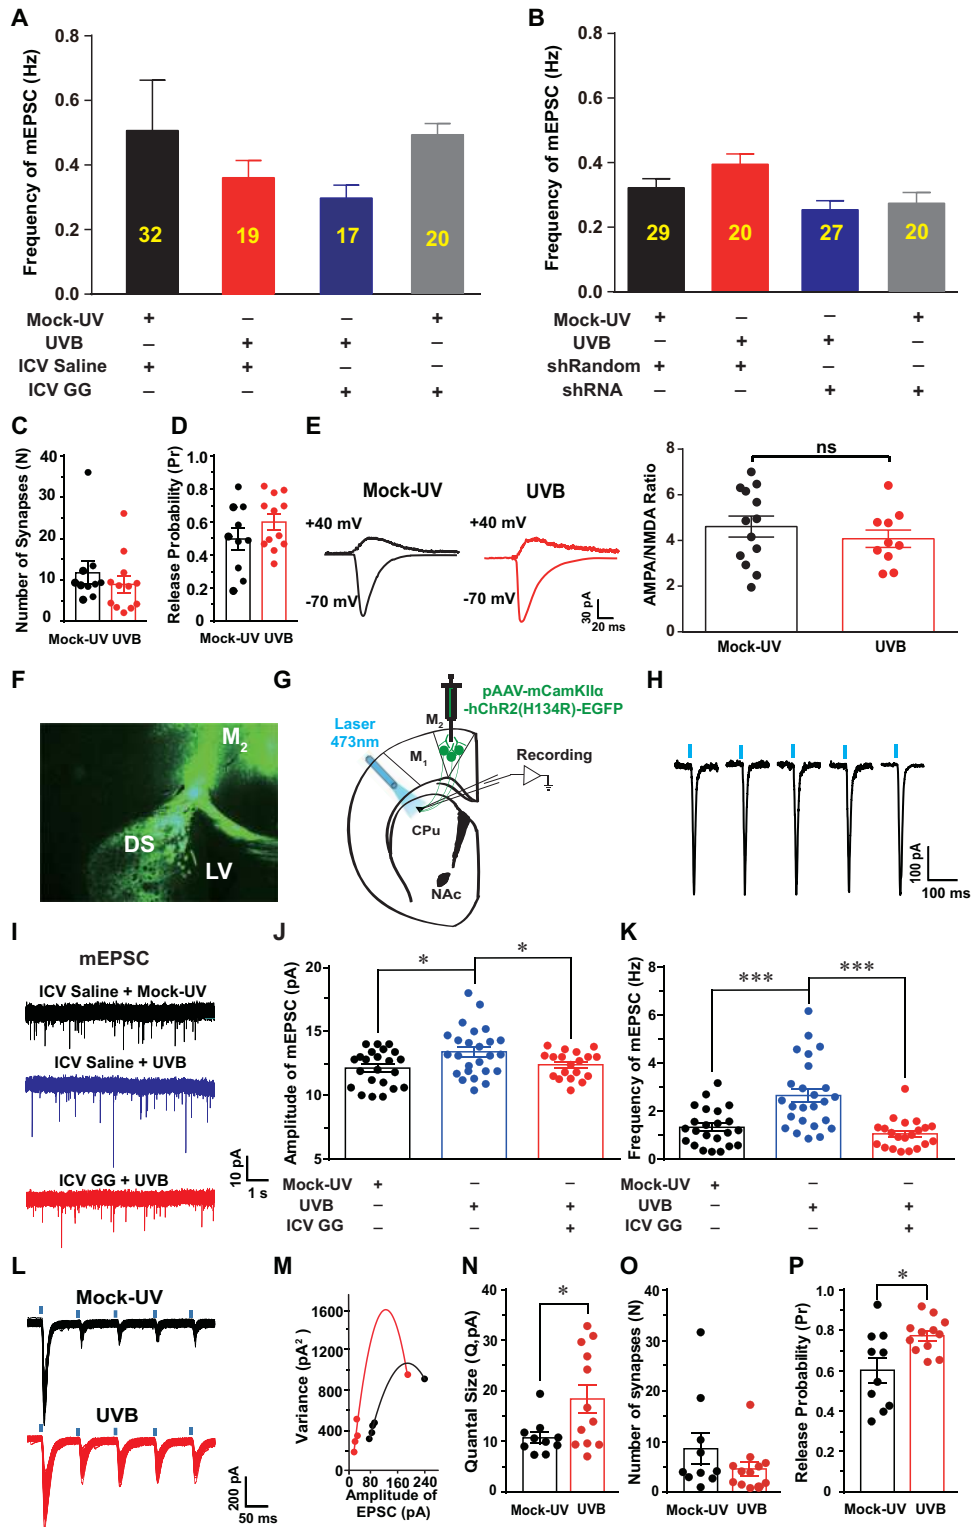 A
Frequency of mEPSC (Hz)
0.8
0.6
0.4
0.2
0.0
32
19
17
20
Mock-UV + – – +
UVB – + + –
ICV Saline + + – –
ICV GG – – + +
B
Frequency of mEPSC (Hz)
0.8
0.6
0.4
0.2
0.0
29
20
27
20
Mock-UV + – – +
UVB – + + –
shRandom + + – –
shRNA – – + +
C
Number of Synapses (N)
40
30
20
10
0
Mock-UV UVB
D
Release Probability (Pr)
1.0
0.8
0.6
0.4
0.2
0
Mock-UV UVB
E
Mock-UV
UVB
+40 mV
+40 mV
-70 mV
-70 mV
30 pA
20 ms
AMPA/NMDA Ratio
8
6
4
2
0
ns
Mock-UV
UVB
F
M2
DS
LV
G
pAAV-mCamKIIα
-hChR2(H134R)-EGFP
Laser
473nm
M2
M1
Recording
CPu
NAc
H
100 pA
100 ms
I
mEPSC
ICV Saline + Mock-UV
ICV Saline + UVB
ICV GG + UVB
10 pA
1 s
J
Amplitude of mEPSC (pA)
20
15
10
5
*
*
Mock-UV + – –
UVB – + +
ICV GG – – +
K
Frequency of mEPSC (Hz)
8
6
4
2
0
***
***
Mock-UV + – –
UVB – + +
ICV GG – – +
L
Mock-UV
UVB
200 pA
50 ms
M
Variance (pA²)
1600
1200
800
400
0
0 80 160 240
Amplitude of
EPSC (pA)
N
Quantal Size (Q,pA)
40
30
20
10
0
*
Mock-UV UVB
O
Number of synapses (N)
40
30
20
10
0
Mock-UV UVB
P
Release Probability (Pr)
1.0
0.8
0.6
0.4
0.2
0
*
Mock-UV UVB